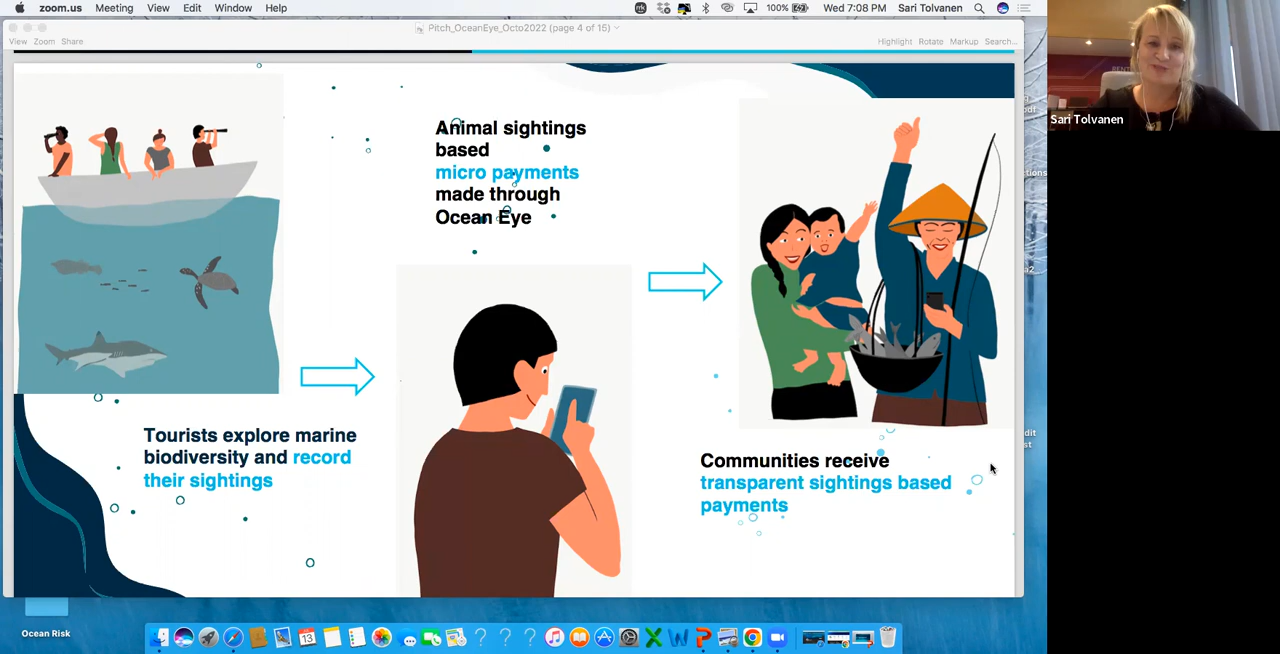 zoom.us Meeting View Edit Window Help
100% Wed 7:08 PM Sari Tolvanen
Pitch_OceanEye_Octo2022 (page 4 of 15)
View Zoom Share
Highlight Rotate Markup Search...
Sari Tolvanen
Animal sightings
based
micro payments
made through
Ocean Eye
Tourists explore marine
biodiversity and record
their sightings
Communities receive
transparent sightings based
payments
Ocean Risk
13